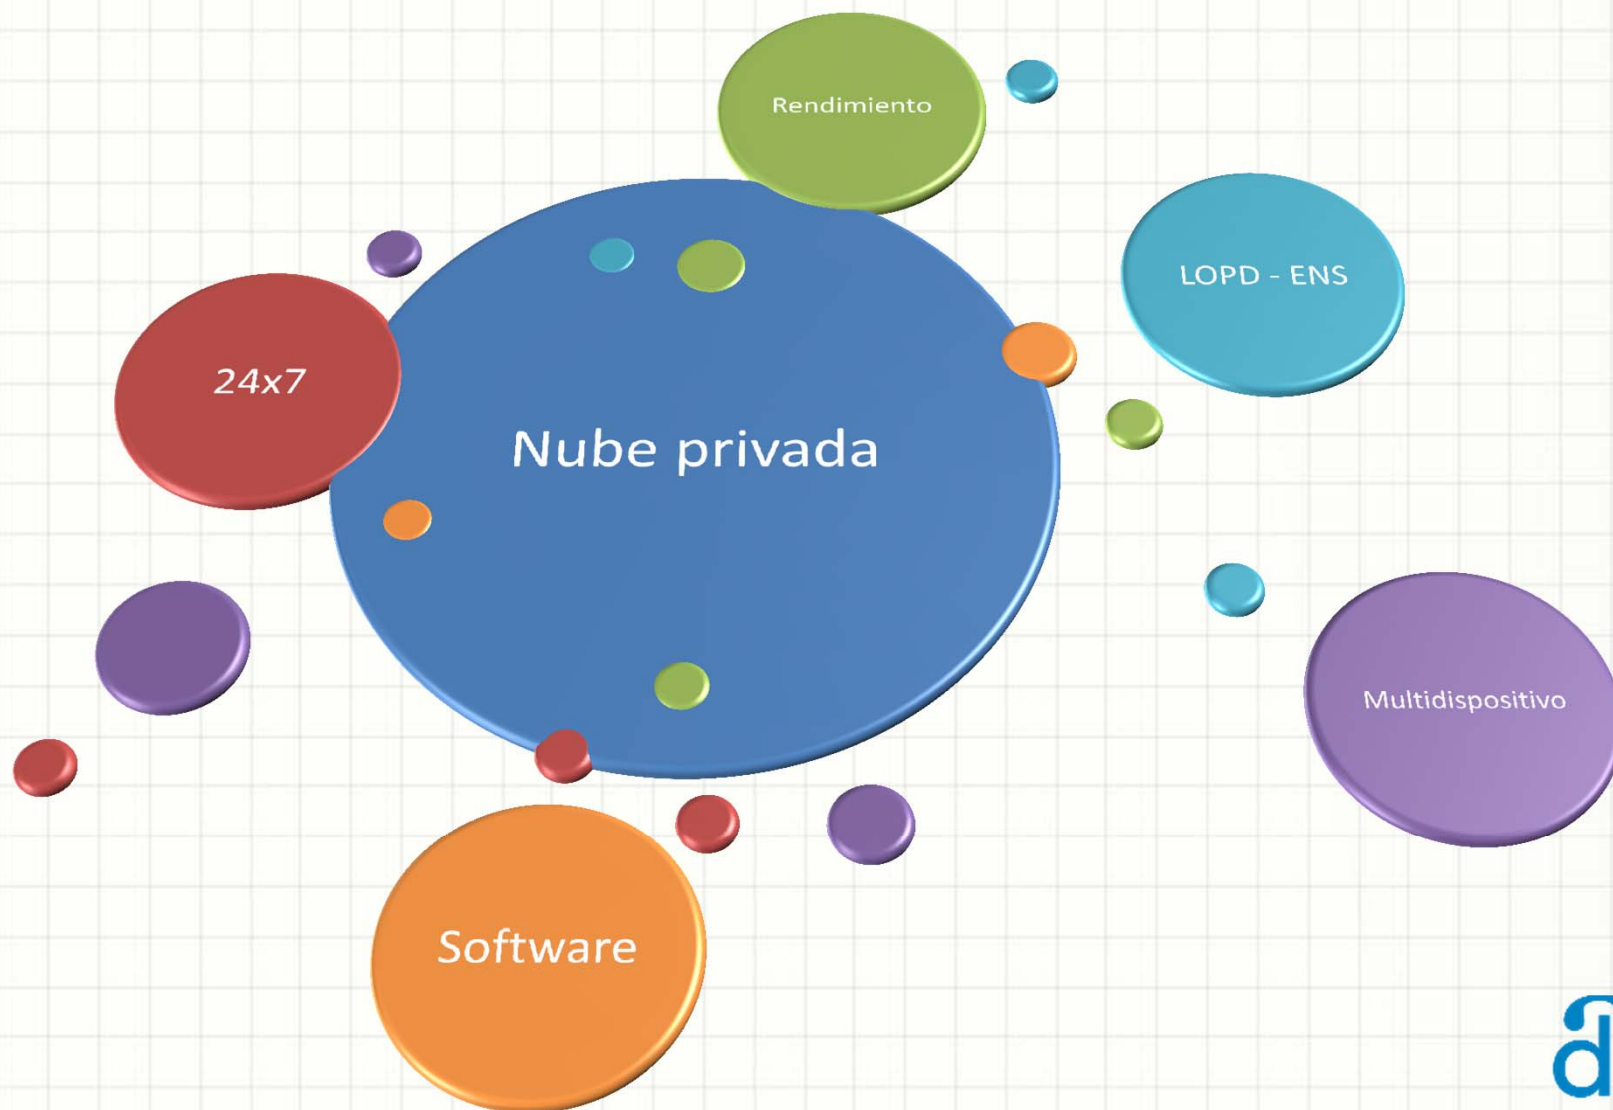 Rendimiento
LOPD - ENS
24x7
Nube privada
Multidispositivo
Software